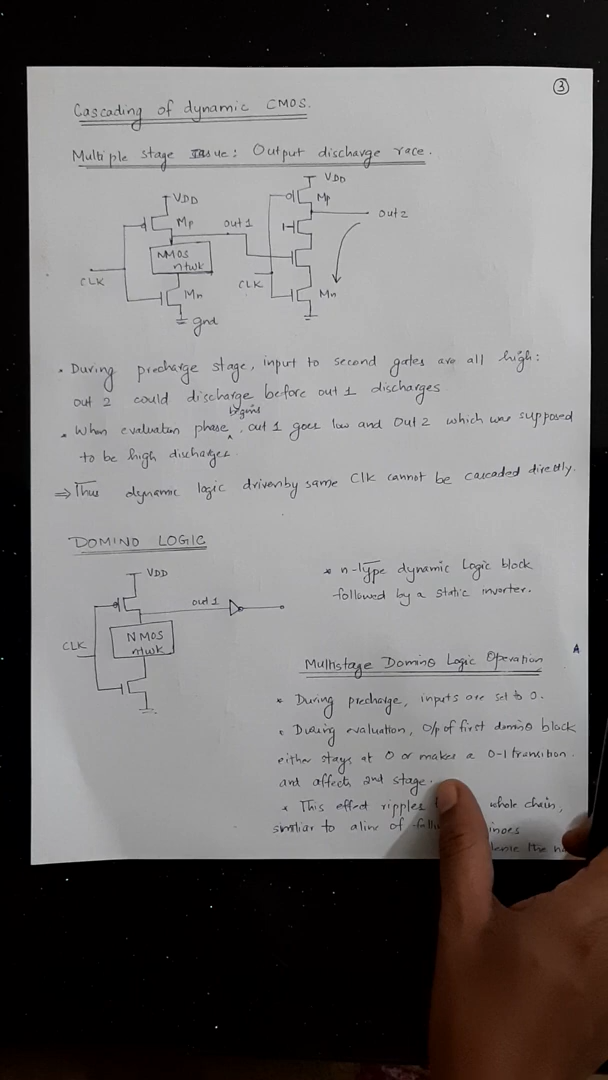 3
Cascading of dynamic CMOS.
Multiple stage Issue: Output discharge race.
VDD
Mp
out 1
NMOS
ntwk
CLK
Mn
gnd
VDD
Mp
out 2
CLK
Mn
• During precharge stage, input to second gates are all high:
out 2 could discharge before out 1 discharges
• When evaluation phase begins, out 1 goes low and out 2 which was supposed
to be high discharges.
⇒ Thus dynamic logic driven by same Clk cannot be cascaded directly.
DOMINO LOGIC
VDD
out 1
CLK
NMOS
ntwk
* n-type dynamic Logic block
followed by a static inverter.
A
Multistage Domino Logic Operation
* During precharge, inputs are set to 0.
• During evaluation, O/p of first domino block
either stays at 0 or makes a 0-1 transition.
and affects 2nd stage.
* This effect ripples whole chain,
similiar to a line of